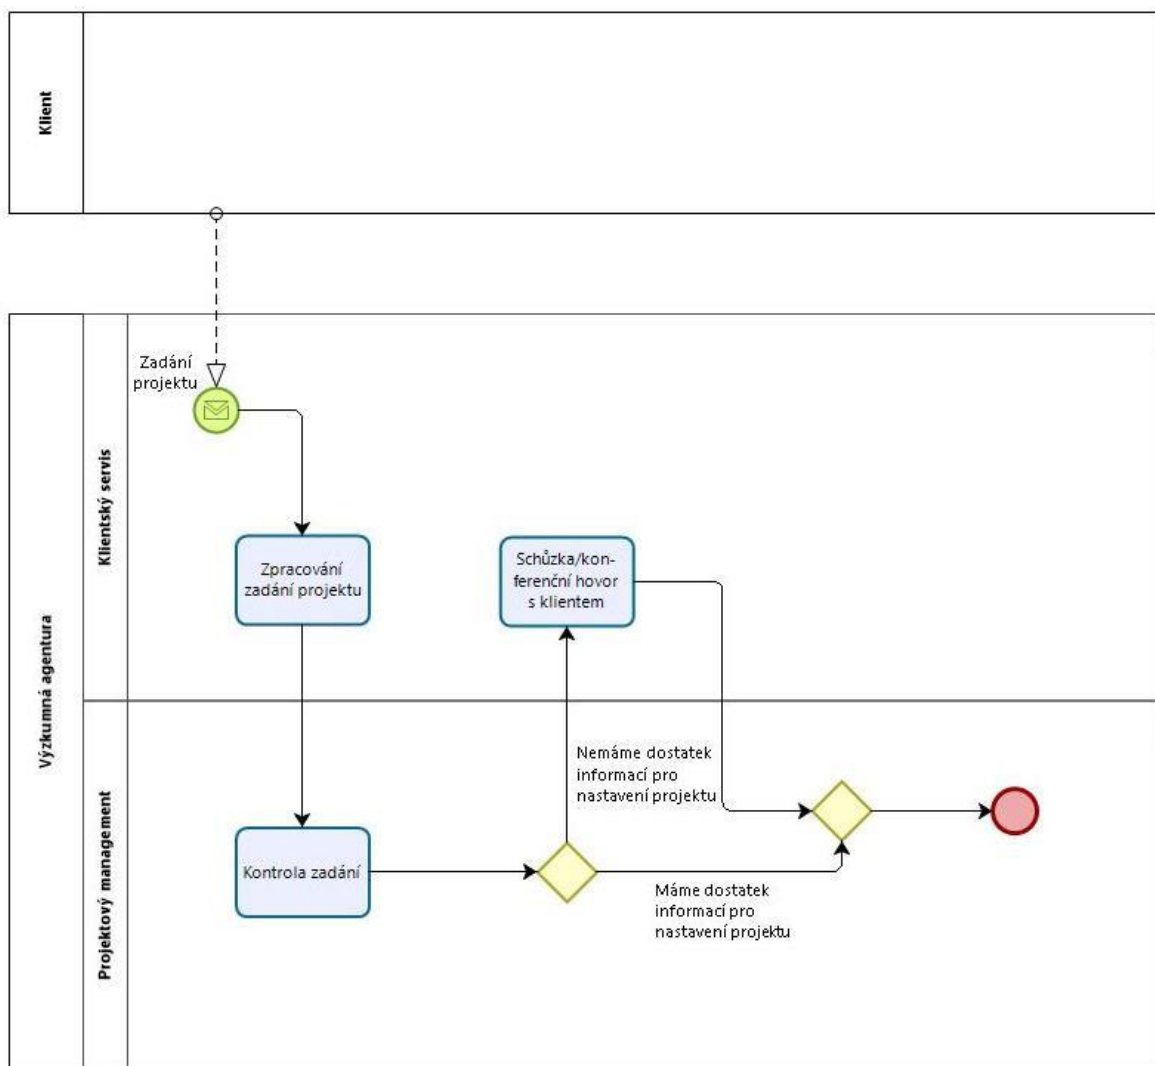 Klient
Zadání
projektu
Klientský servis
Zpracování
zadání projektu
Schůzka/kon-
ferenční hovor
s klientem
Výzkumná agentura
Projektový management
Nemáme dostatek
informací pro
nastavení projektu
Kontrola zadání
Máme dostatek
informací pro
nastavení projektu